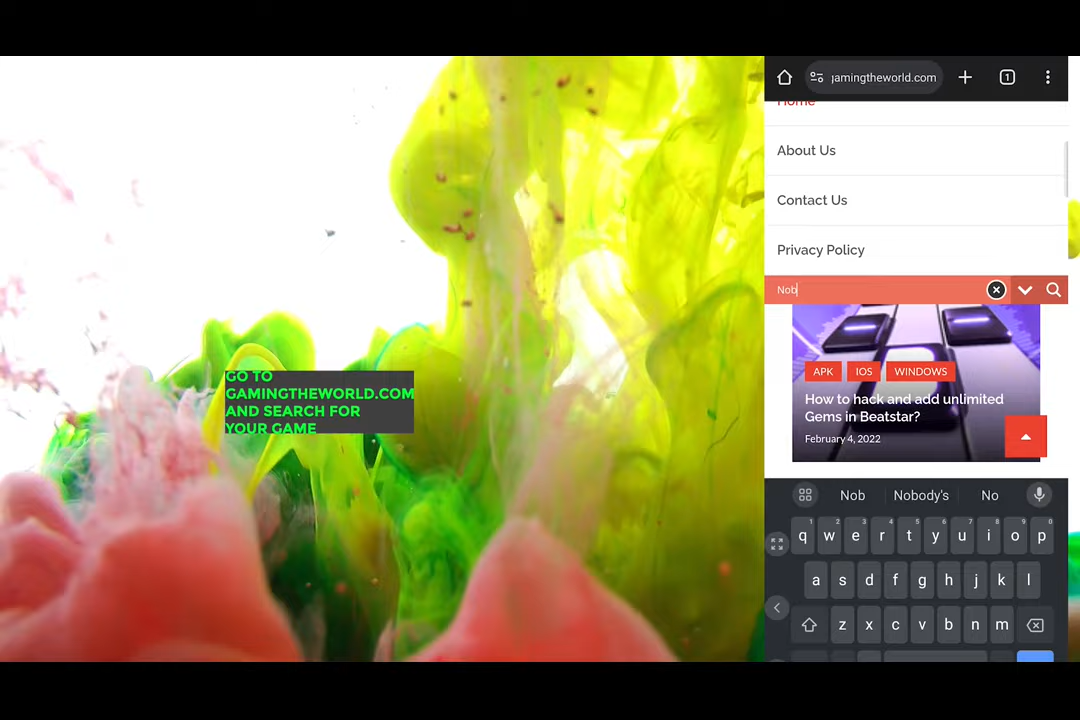 GO TO
GAMINGTHEWORLD.COM
AND SEARCH FOR
YOUR GAME
gamingtheworld.com
1
Home
About Us
Contact Us
Privacy Policy
Nob
APK IOS WINDOWS
How to hack and add unlimited
Gems in Beatstar?
February 4, 2022
Nob Nobody's No
1 2 3 4 5 6 7 8 9 0
q w e r t y u i o p
a s d f g h j k l
z x c v b n m